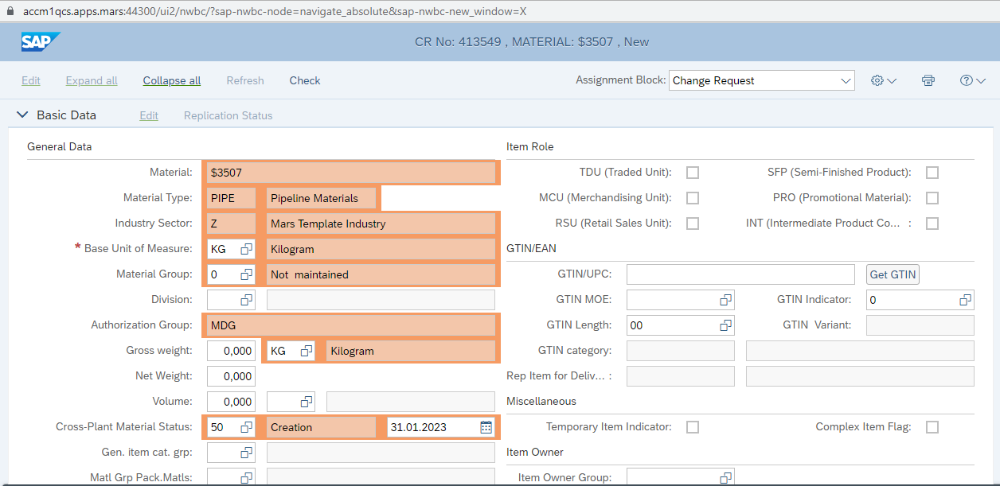 accm1qcs.apps.mars:44300/ui2/nwbc/?sap-nwbc-node=navigate_absolute&sap-nwbc-new_window=X
SAP CR No: 413549 , MATERIAL: $3507 , New
Edit Expand all Collapse all Refresh Check Assignment Block: Change Request
Basic Data Edit Replication Status
General Data
Material: $3507
Material Type: PIPE Pipeline Materials
Industry Sector: Z Mars Template Industry
* Base Unit of Measure: KG Kilogram
Material Group: 0 Not maintained
Division:
Authorization Group: MDG
Gross weight: 0,000 KG Kilogram
Net Weight: 0,000
Volume: 0,000
Cross-Plant Material Status: 50 Creation 31.01.2023
Gen. item cat. grp:
Matl Grp Pack.Matls:
Item Role
TDU (Traded Unit): SFP (Semi-Finished Product):
MCU (Merchandising Unit): PRO (Promotional Material):
RSU (Retail Sales Unit): INT (Intermediate Product Co... :
GTIN/EAN
GTIN/UPC: Get GTIN
GTIN MOE: GTIN Indicator: 0
GTIN Length: 00 GTIN Variant:
GTIN category:
Rep Item for Deliv... :
Miscellaneous
Temporary Item Indicator: Complex Item Flag:
Item Owner
Item Owner Group: